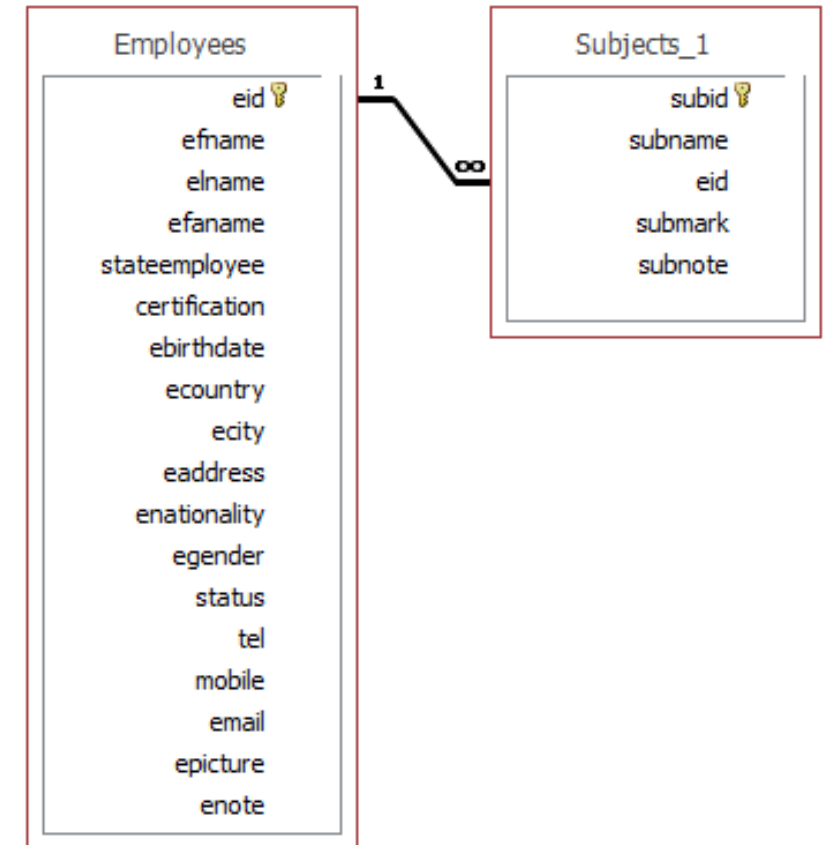 Employees
eid
efname
elname
efaname
stateemployee
certification
ebirthdate
ecountry
ecity
eaddress
enationality
egender
status
tel
mobile
email
epicture
enote
1
∞
Subjects_1
subid
subname
eid
submark
subnote